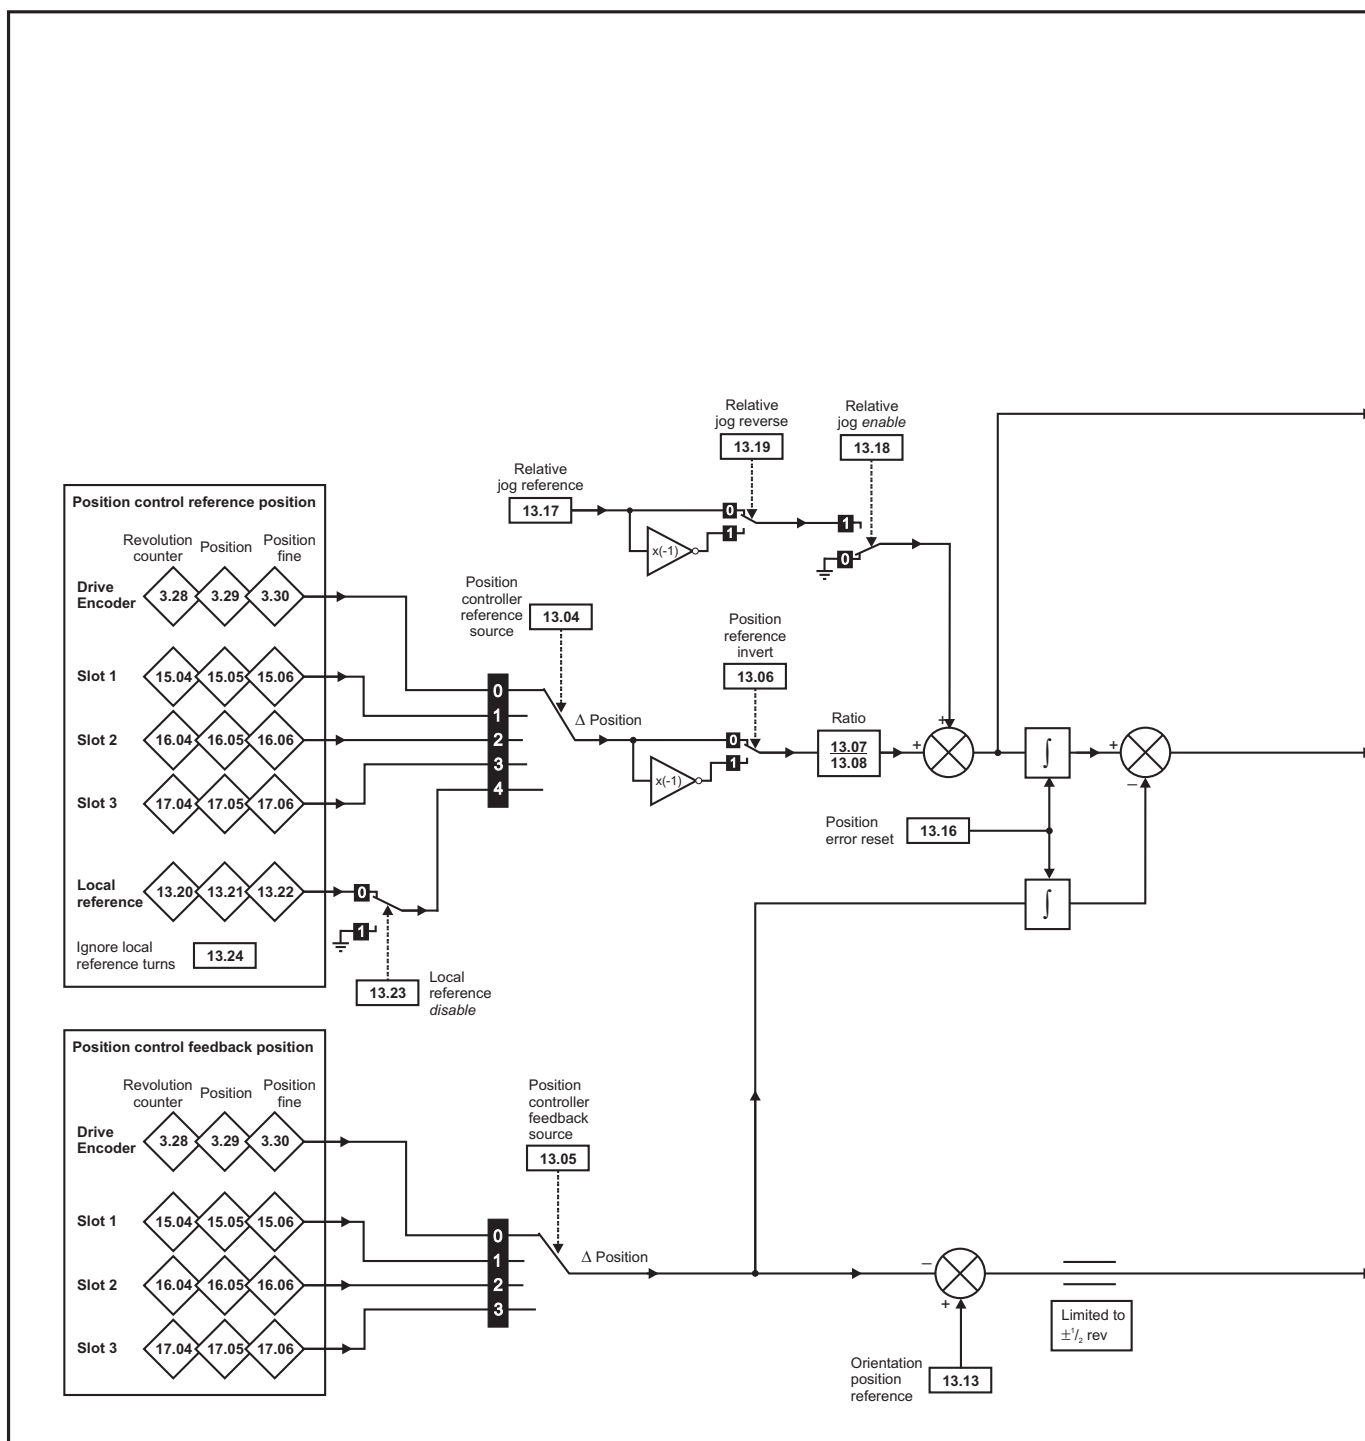 Relative
jog reverse
13.19
Relative
jog enable
13.18
Relative
jog reference
13.17
0
1
x(-1)
1
0
Position control reference position
Revolution
counter
Position
Position
fine
Drive
Encoder
3.28
3.29
3.30
Slot 1
15.04
15.05
15.06
Slot 2
16.04
16.05
16.06
Slot 3
17.04
17.05
17.06
Local
reference
13.20
13.21
13.22
Ignore local
reference turns
13.24
0
1
13.23
Local
reference
disable
Position
controller
reference
source
13.04
0
1
2
3
4
Δ Position
x(-1)
0
1
Position
reference
invert
13.06
Ratio
13.07
13.08
+
+
∫
+
−
Position
error reset
13.16
∫
Position control feedback position
Revolution
counter
Position
Position
fine
Drive
Encoder
3.28
3.29
3.30
Slot 1
15.04
15.05
15.06
Slot 2
16.04
16.05
16.06
Slot 3
17.04
17.05
17.06
Position
controller
feedback
source
13.05
0
1
2
3
Δ Position
−
+
Limited to
±1/2 rev
Orientation
position
reference
13.13